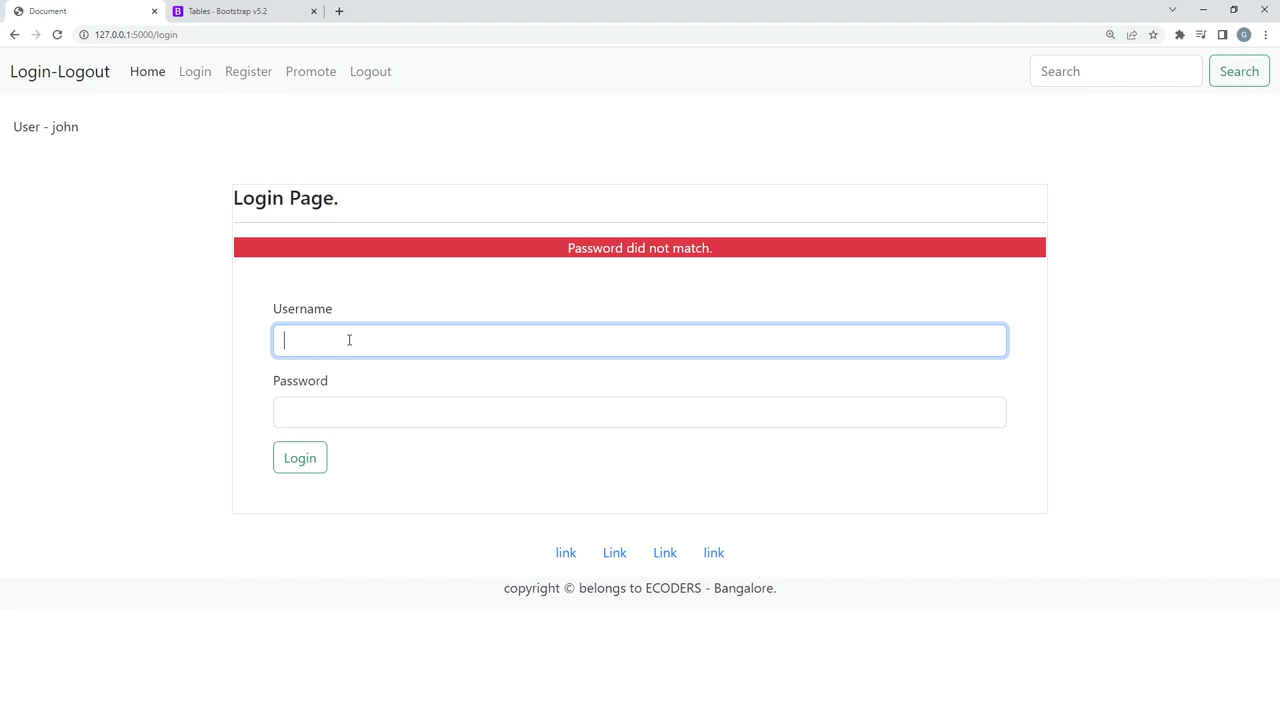 Document
Tables · Bootstrap v5.2
127.0.0.1:5000/login
G
Login-Logout Home Login Register Promote Logout Search Search
User - john
Login Page.
Password did not match.
Username
Password
Login
link Link Link link
copyright © belongs to ECODERS - Bangalore.